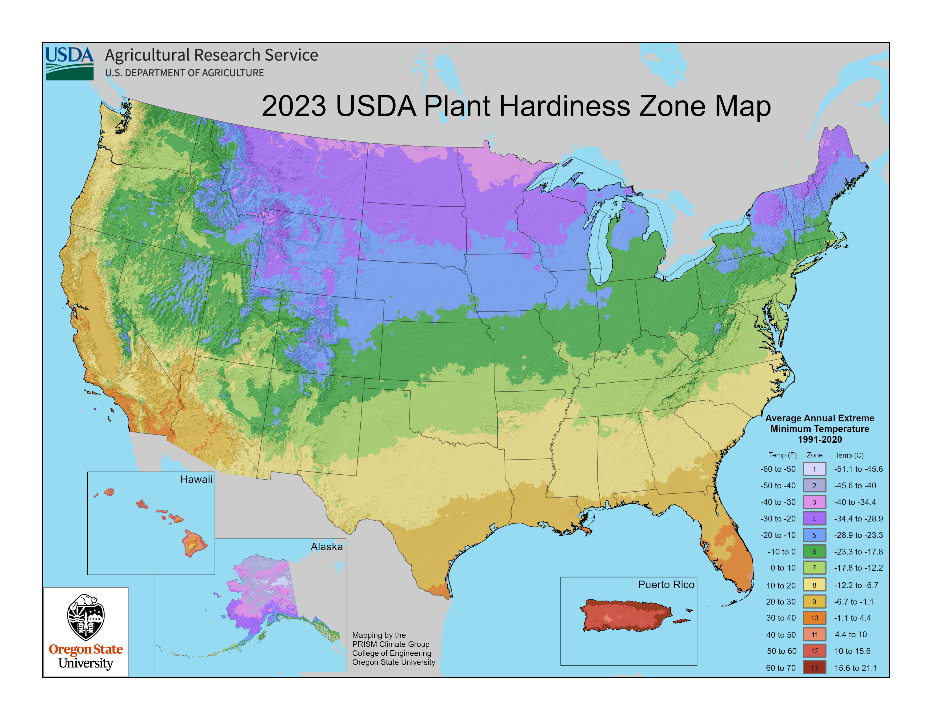 USDA Agricultural Research Service
U.S. DEPARTMENT OF AGRICULTURE
2023 USDA Plant Hardiness Zone Map
Average Annual Extreme
Minimum Temperature
1991-2020
Temp (F) Zone Temp (C)
-60 to -50 1 -51.1 to -45.6
-50 to -40 2 -45.6 to -40
-40 to -30 3 -40 to -34.4
-30 to -20 4 -34.4 to -28.9
-20 to -10 5 -28.9 to -23.3
-10 to 0 6 -23.3 to -17.8
0 to 10 7 -17.8 to -12.2
10 to 20 8 -12.2 to -6.7
20 to 30 9 -6.7 to -1.1
30 to 40 10 -1.1 to 4.4
40 to 50 11 4.4 to 10
50 to 60 12 10 to 15.6
60 to 70 13 15.6 to 21.1
Hawaii
Alaska
Puerto Rico
Mapping by the
PRISM Climate Group
College of Engineering
Oregon State University
Oregon State
University